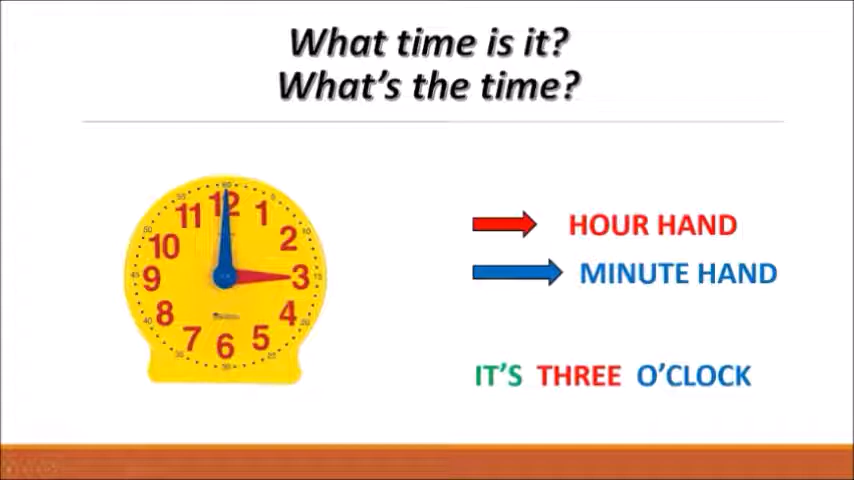 What time is it?
What's the time?
12
11
1
10
2
9
3
8
4
7
5
6
HOUR HAND
MINUTE HAND
IT'S THREE O'CLOCK